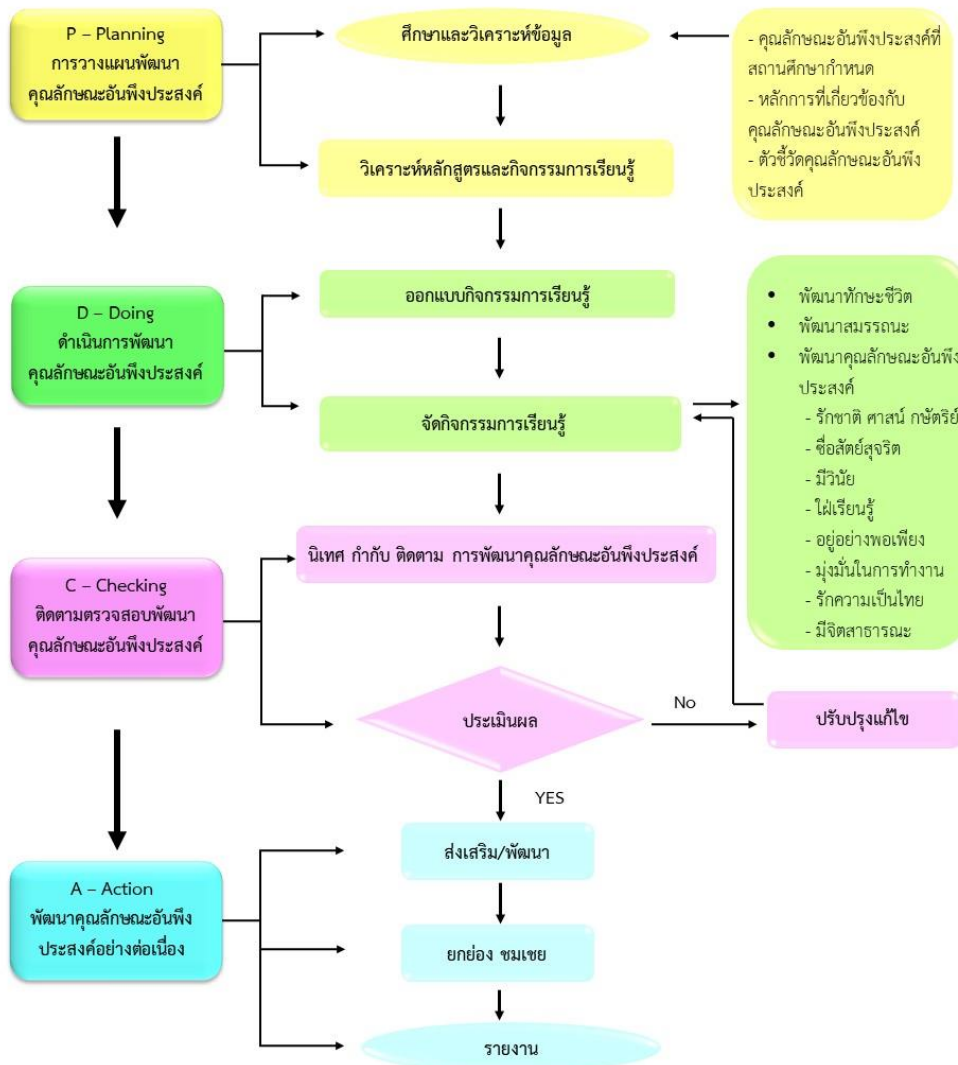 P – Planning
การวางแผนพัฒนา
คุณลักษณะอันพึงประสงค์
ศึกษาและวิเคราะห์ข้อมูล
- คุณลักษณะอันพึงประสงค์ที่
สถานศึกษากำหนด
- หลักการที่เกี่ยวข้องกับ
คุณลักษณะอันพึงประสงค์
- ตัวชี้วัดคุณลักษณะอันพึง
ประสงค์
วิเคราะห์หลักสูตรและกิจกรรมการเรียนรู้
D – Doing
ดำเนินการพัฒนา
คุณลักษณะอันพึงประสงค์
ออกแบบกิจกรรมการเรียนรู้
จัดกิจกรรมการเรียนรู้
• พัฒนาทักษะชีวิต
• พัฒนาสมรรถนะ
• พัฒนาคุณลักษณะอันพึง
ประสงค์
- รักชาติ ศาสน์ กษัตริย์
- ซื่อสัตย์สุจริต
- มีวินัย
- ใฝ่เรียนรู้
- อยู่อย่างพอเพียง
- มุ่งมั่นในการทำงาน
- รักความเป็นไทย
- มีจิตสาธารณะ
C – Checking
ติดตามตรวจสอบพัฒนา
คุณลักษณะอันพึงประสงค์
นิเทศ กำกับ ติดตาม การพัฒนาคุณลักษณะอันพึงประสงค์
ประเมินผล
No
ปรับปรุงแก้ไข
YES
A – Action
พัฒนาคุณลักษณะอันพึง
ประสงค์อย่างต่อเนื่อง
ส่งเสริม/พัฒนา
ยกย่อง ชมเชย
รายงาน